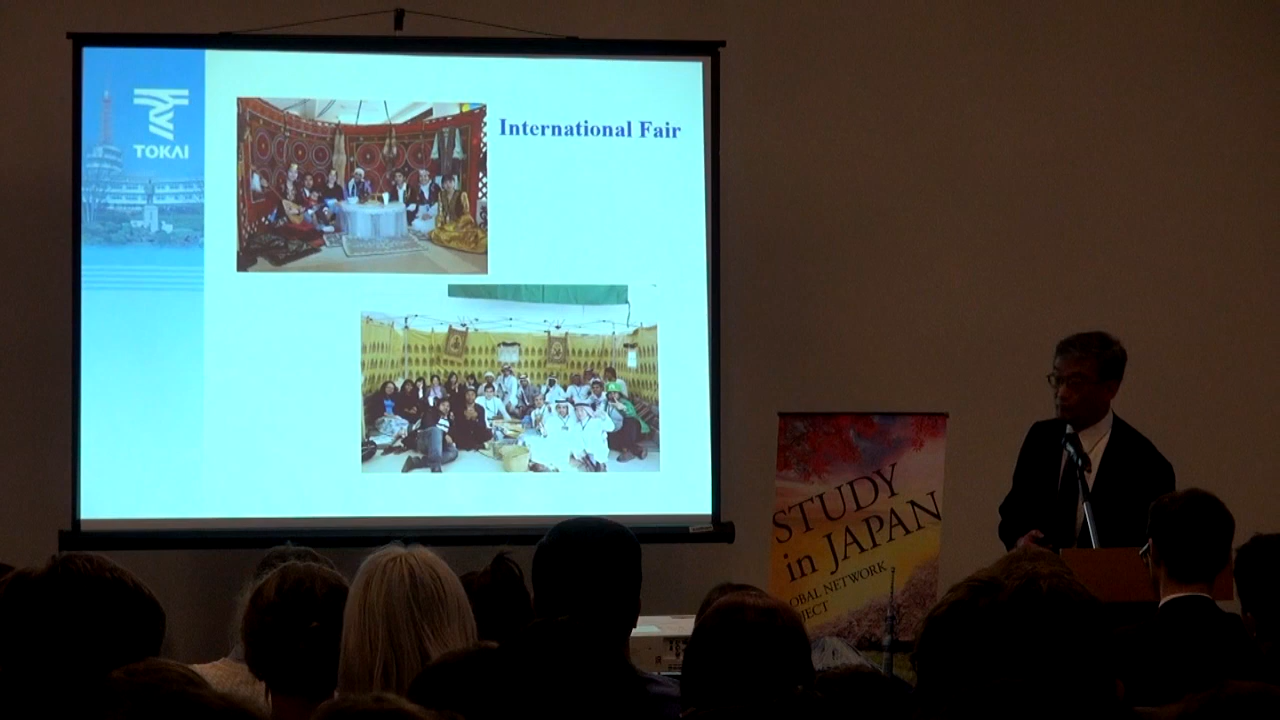 TOKAI
International Fair
STUDY
in JAPAN
OBAL NETWORK
JECT